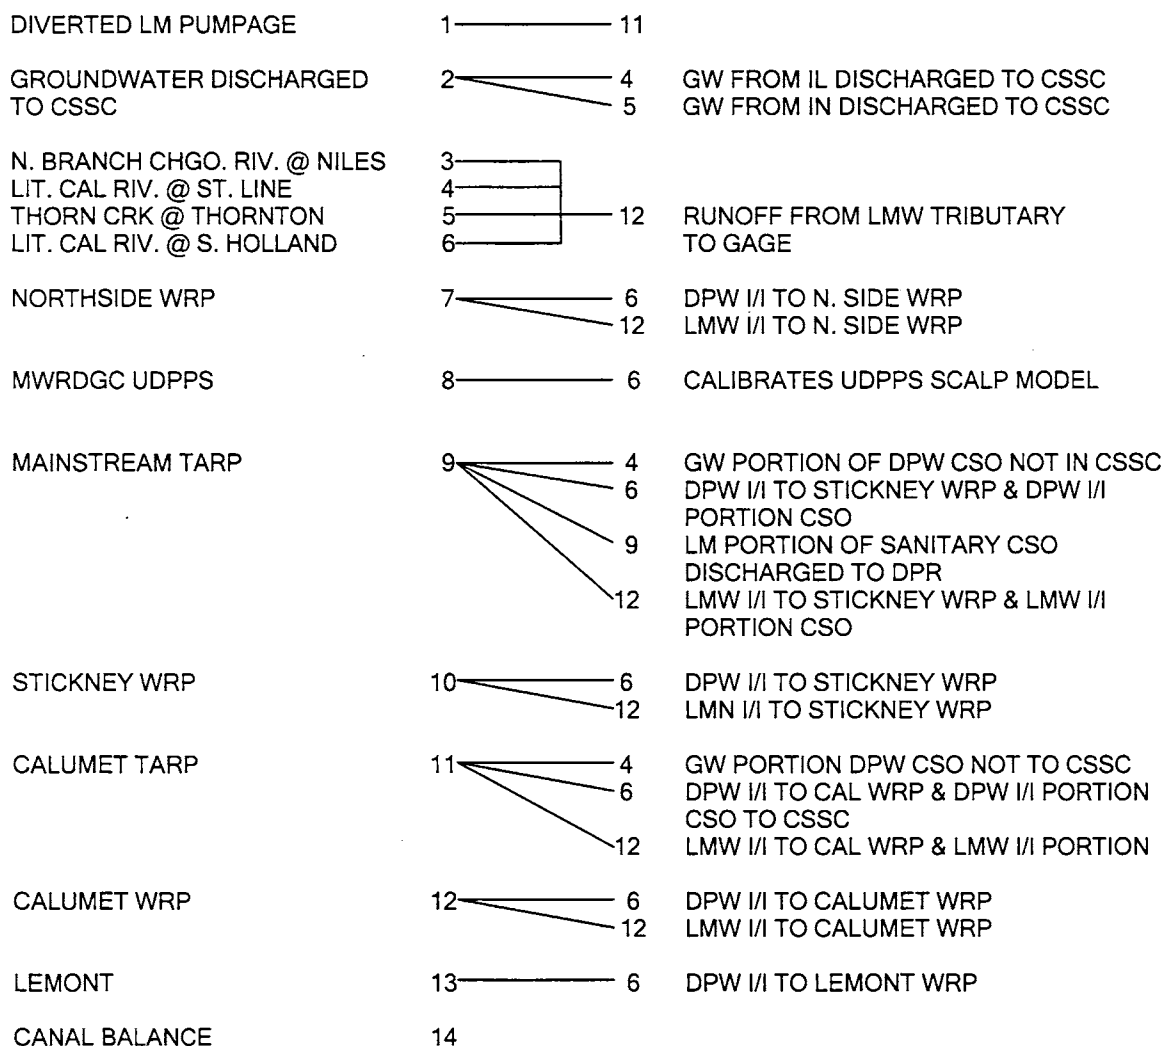 DIVERTED LM PUMPAGE 1 11
GROUNDWATER DISCHARGED 2 4 GW FROM IL DISCHARGED TO CSSC
TO CSSC 5 GW FROM IN DISCHARGED TO CSSC
N. BRANCH CHGO. RIV. @ NILES 3
LIT. CAL RIV. @ ST. LINE 4
THORN CRK @ THORNTON 5 12 RUNOFF FROM LMW TRIBUTARY
LIT. CAL RIV. @ S. HOLLAND 6 TO GAGE
NORTHSIDE WRP 7 6 DPW I/I TO N. SIDE WRP
12 LMW I/I TO N. SIDE WRP
MWRDGC UDPPS 8 6 CALIBRATES UDPPS SCALP MODEL
MAINSTREAM TARP 9 4 GW PORTION OF DPW CSO NOT IN CSSC
6 DPW I/I TO STICKNEY WRP & DPW I/I
PORTION CSO
9 LM PORTION OF SANITARY CSO
DISCHARGED TO DPR
12 LMW I/I TO STICKNEY WRP & LMW I/I
PORTION CSO
STICKNEY WRP 10 6 DPW I/I TO STICKNEY WRP
12 LMN I/I TO STICKNEY WRP
CALUMET TARP 11 4 GW PORTION DPW CSO NOT TO CSSC
6 DPW I/I TO CAL WRP & DPW I/I PORTION
CSO TO CSSC
12 LMW I/I TO CAL WRP & LMW I/I PORTION
CALUMET WRP 12 6 DPW I/I TO CALUMET WRP
12 LMW I/I TO CALUMET WRP
LEMONT 13 6 DPW I/I TO LEMONT WRP
CANAL BALANCE 14